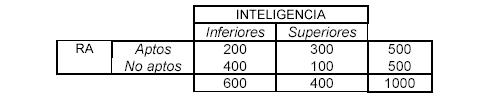 INTELIGENCIA
Inferiores Superiores
RA Aptos 200 300 500
No aptos 400 100 500
600 400 1000